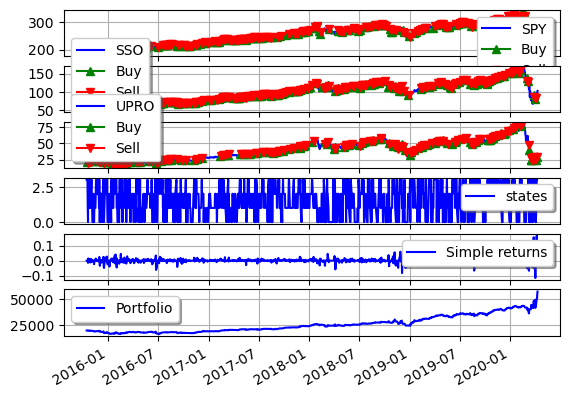 300
200
SPY
Buy
Sell
150
100
50
SSO
Buy
Sell
75
50
25
UPRO
Buy
Sell
2.5
0.0
states
0.1
0.0
−0.1
Simple returns
50000
25000
Portfolio
2016-01 2016-07 2017-01 2017-07 2018-01 2018-07 2019-01 2019-07 2020-01